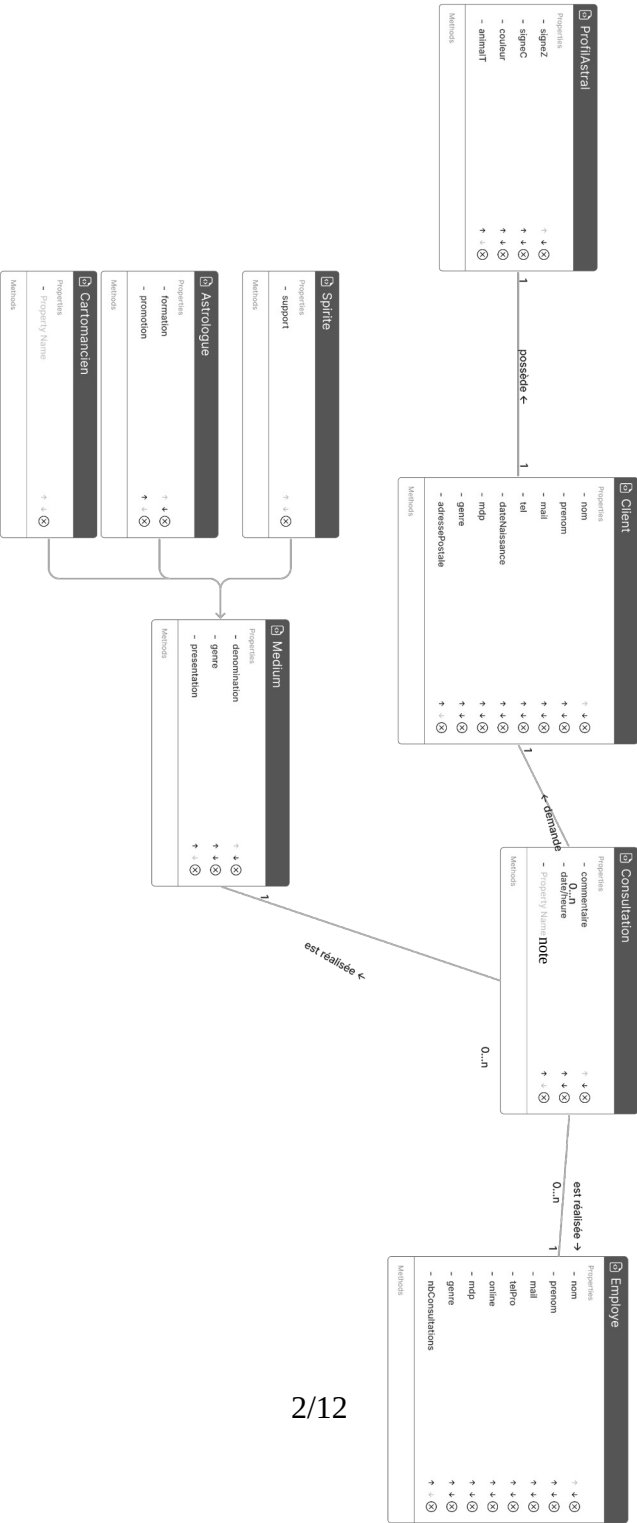 ProfilAstral
Properties
- signeZ
- signeC
- couleur
- animalT
Methods
1
possède ←
1
Client
Properties
- nom
- prenom
- mail
- tel
- dateNaissance
- mdp
- genre
- adressePostale
Methods
1
← demande
0...n
Consultation
Properties
- commentaire
- date/heure
- Property Name note
Methods
est réalisée →
0...n
1
Employe
Properties
- nom
- prenom
- mail
- telPro
- online
- mdp
- genre
- nbConsultations
Methods
Spirite
Properties
- support
Methods
Astrologue
Properties
- formation
- promotion
Methods
Cartomancien
Properties
- Property Name
Methods
Medium
Properties
- denomination
- genre
- presentation
Methods
1
est réalisée ←
0...n
2/12